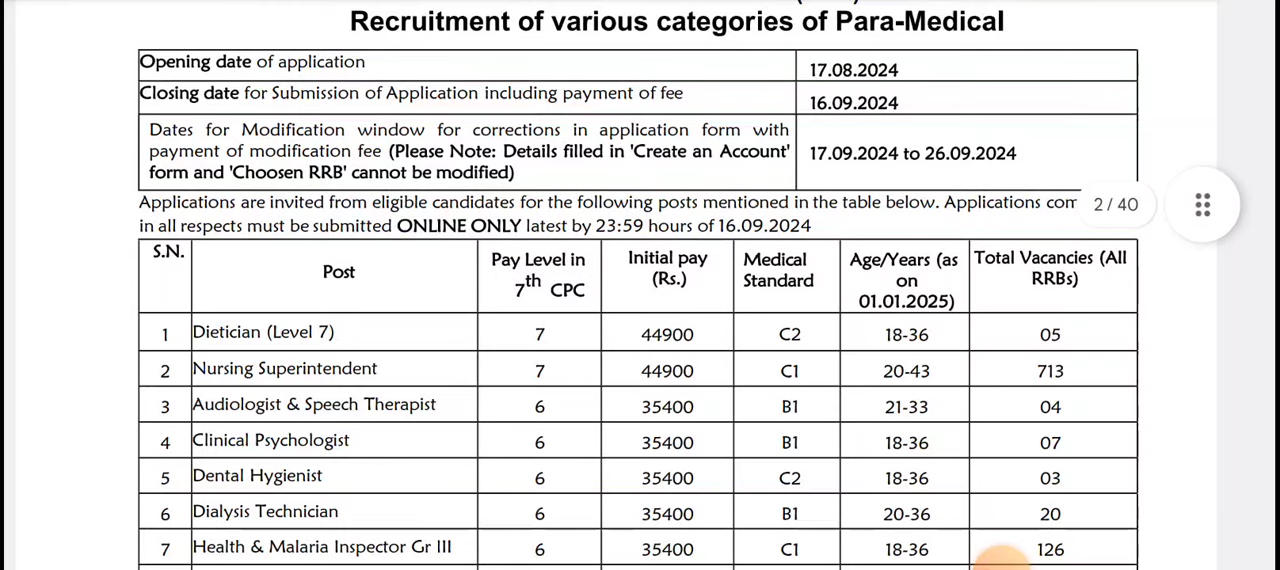 Recruitment of various categories of Para-Medical
Opening date of application 17.08.2024
Closing date for Submission of Application including payment of fee 16.09.2024
Dates for Modification window for corrections in application form with
payment of modification fee (Please Note: Details filled in 'Create an Account' 17.09.2024 to 26.09.2024
form and 'Choosen RRB' cannot be modified)
Applications are invited from eligible candidates for the following posts mentioned in the table below. Applications com
2 / 40
in all respects must be submitted ONLINE ONLY latest by 23:59 hours of 16.09.2024
S.N. Post Pay Level in 7th CPC Initial pay (Rs.) Medical Standard Age/Years (as on 01.01.2025) Total Vacancies (All RRBs)
1 Dietician (Level 7) 7 44900 C2 18-36 05
2 Nursing Superintendent 7 44900 C1 20-43 713
3 Audiologist & Speech Therapist 6 35400 B1 21-33 04
4 Clinical Psychologist 6 35400 B1 18-36 07
5 Dental Hygienist 6 35400 C2 18-36 03
6 Dialysis Technician 6 35400 B1 20-36 20
7 Health & Malaria Inspector Gr III 6 35400 C1 18-36 126